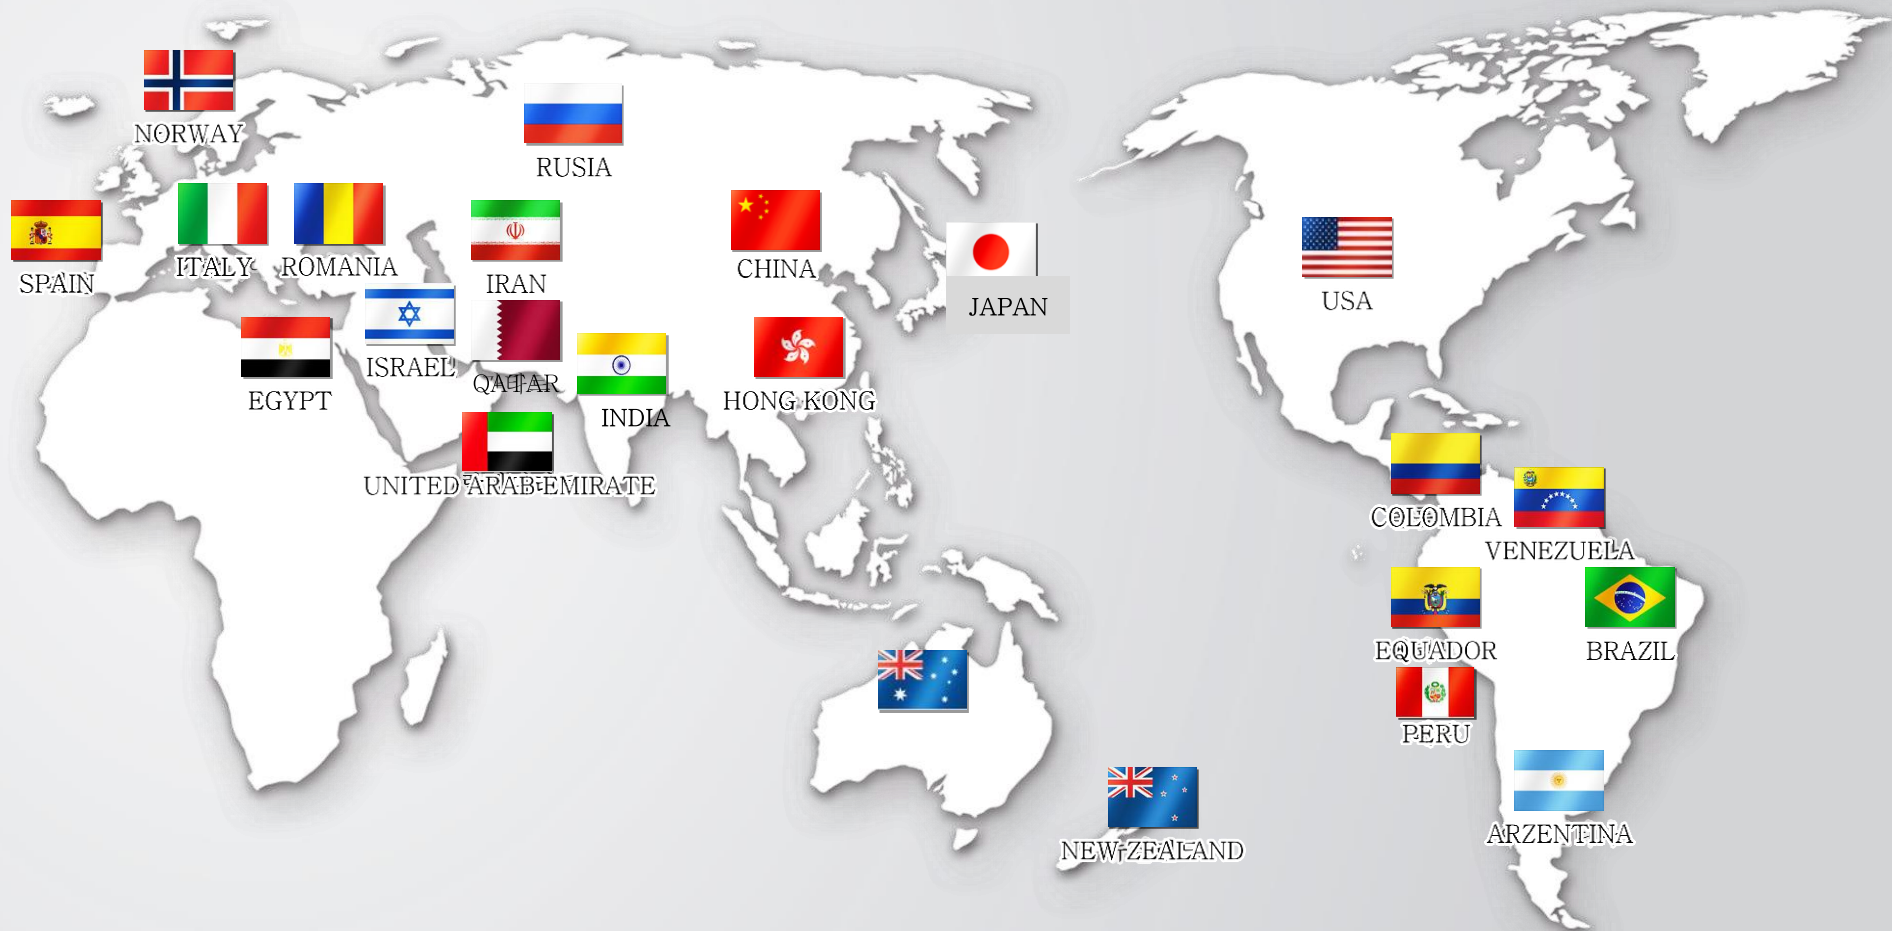 NORWAY
RUSIA
SPAIN
ITALY
ROMANIA
IRAN
CHINA
JAPAN
USA
ISRAEL
QATAR
EGYPT
INDIA
HONG KONG
UNITED ARAB EMIRATE
COLOMBIA
VENEZUELA
EQUADOR
BRAZIL
PERU
ARZENTINA
NEW ZEALAND